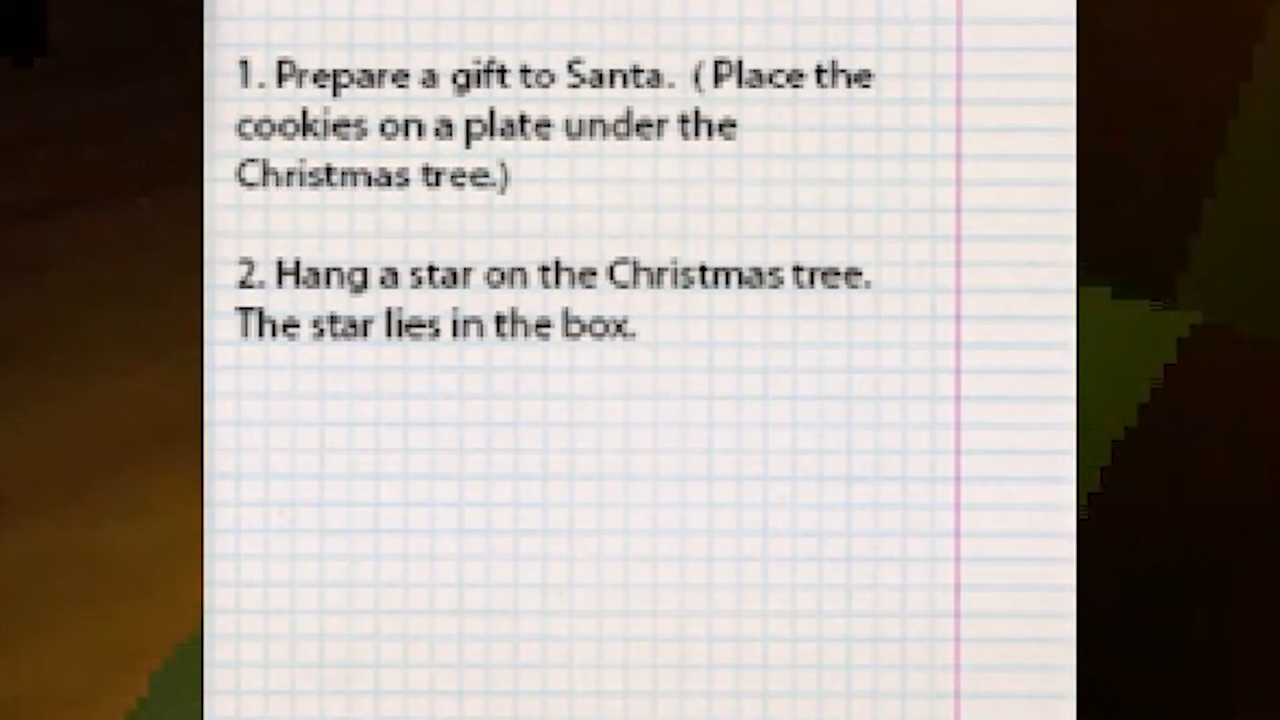 1. Prepare a gift to Santa. ( Place the
cookies on a plate under the
Christmas tree.)
2. Hang a star on the Christmas tree.
The star lies in the box.